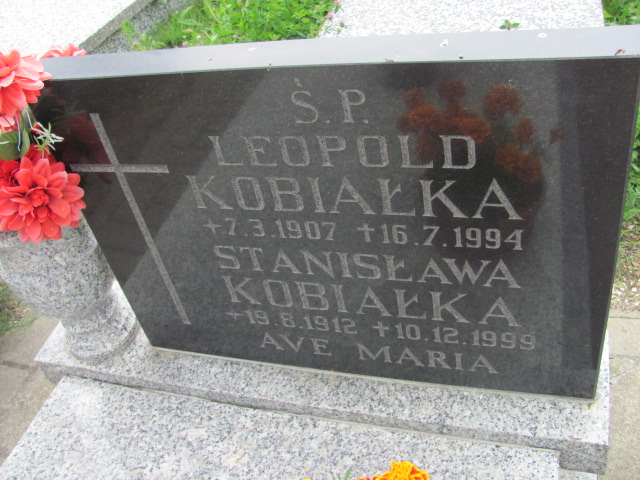 Ś.P.
LEOPOLD
KOBIAŁKA
+7.3.1907 +16.7.1994
STANISŁAWA
KOBIAŁKA
+19.8.1912 +10.12.1999
AVE MARIA